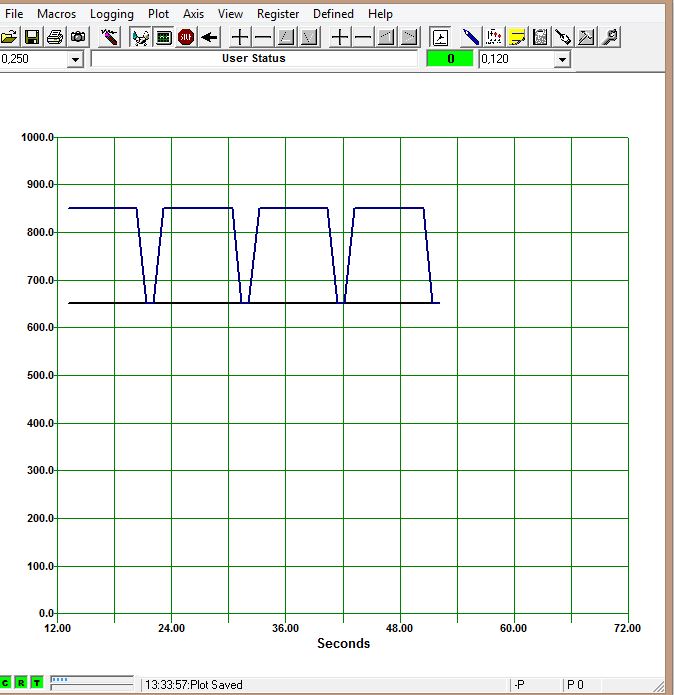 File Macros Logging Plot Axis View Register Defined Help
STOP
0,250 User Status 0 0,120
1000.0
900.0
800.0
700.0
600.0
500.0
400.0
300.0
200.0
100.0
0.0
12.00 24.00 36.00 48.00 60.00 72.00
Seconds
C R T 13:33:57:Plot Saved -P P 0